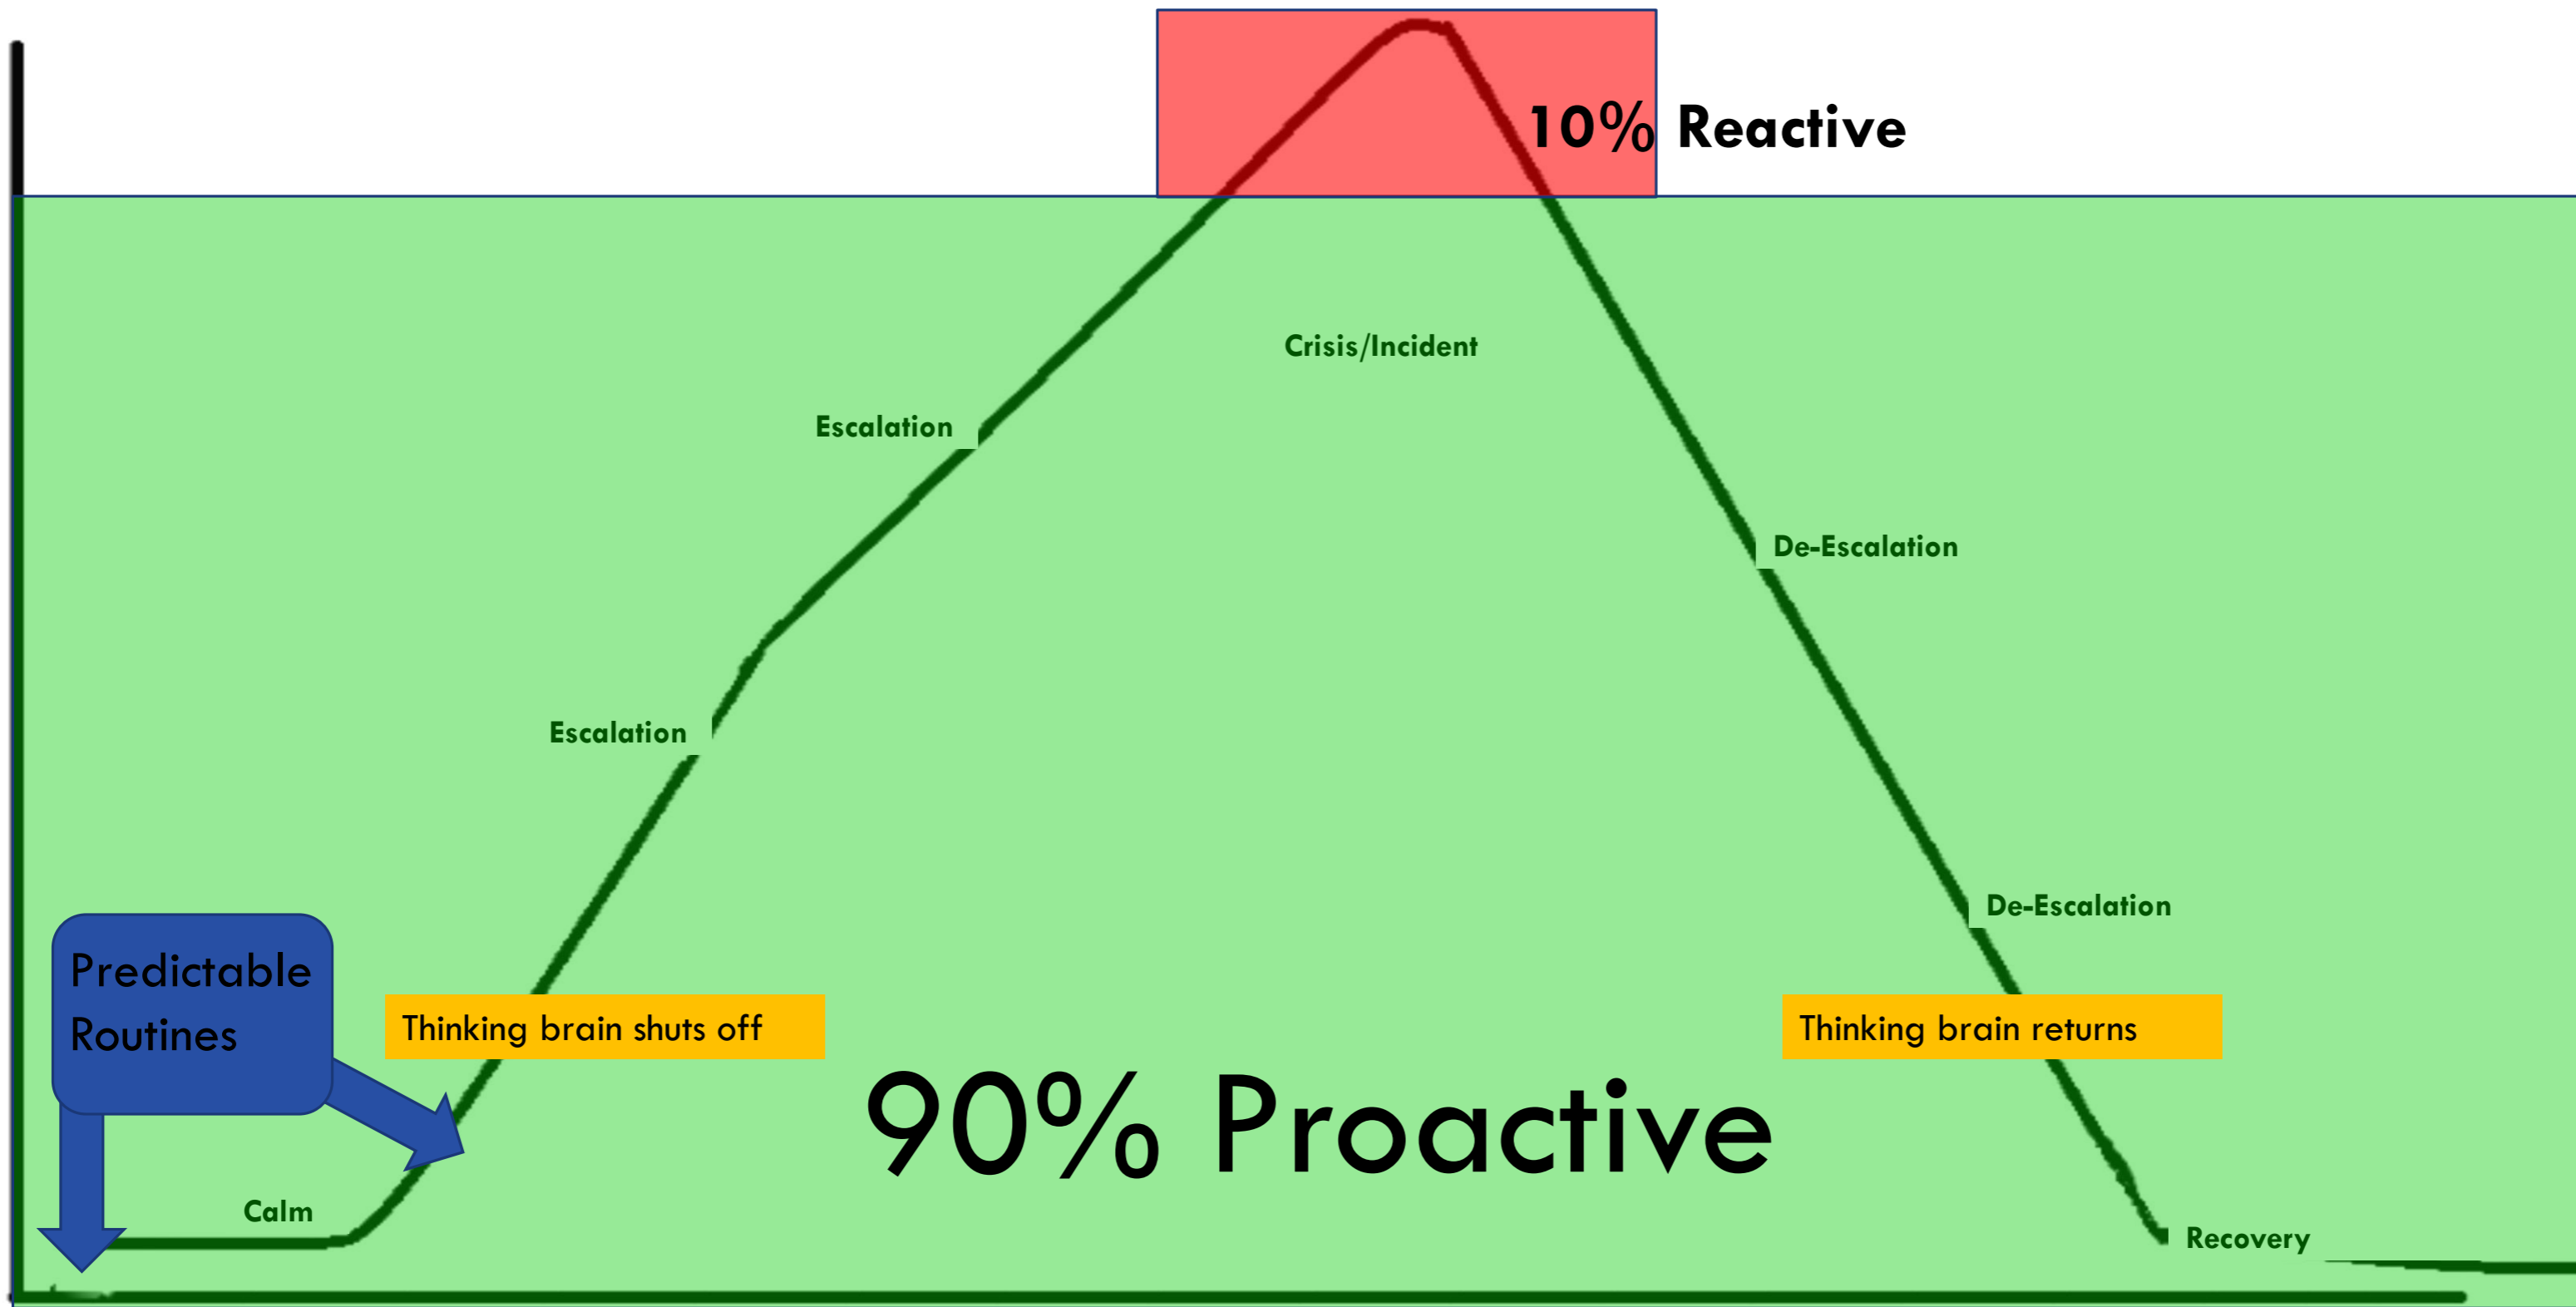 10% Reactive
Crisis/Incident
Escalation
De-Escalation
Escalation
De-Escalation
Predictable
Routines
Thinking brain shuts off
Thinking brain returns
90% Proactive
Calm
Recovery